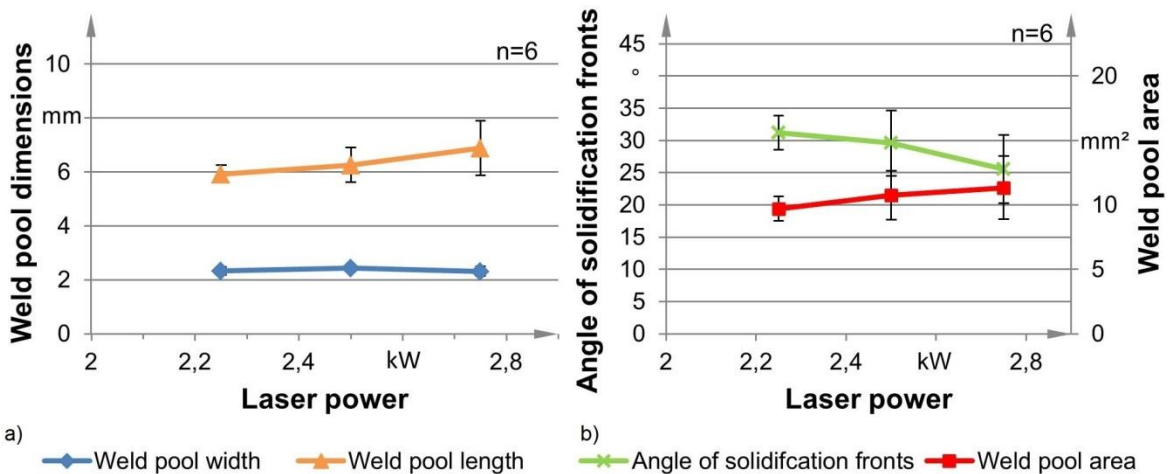 Weld pool dimensions
10
mm
6
4
2
0
n=6
2
2,2
2,4
kW
2,8
Laser power
a)
Angle of solidification fronts
45
°
35
30
25
20
15
10
5
0
n=6
20
mm²
10
5
0
Weld pool area
2
2,2
2,4
kW
2,8
Laser power
b)
Weld pool width
Weld pool length
Angle of solidifcation fronts
Weld pool area